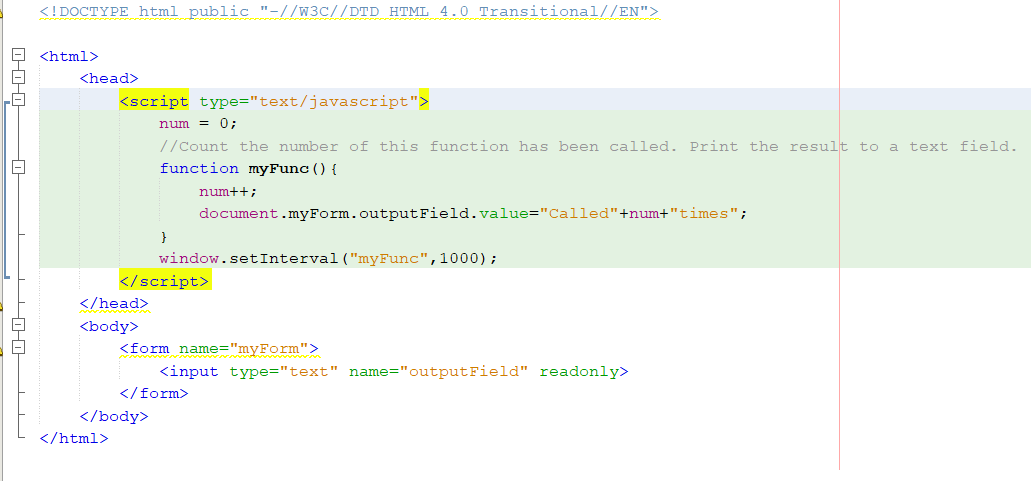 <!DOCTYPE html public "-//W3C//DTD HTML 4.0 Transitional//EN">
<html>
<head>
<script type="text/javascript">
num = 0;
//Count the number of this function has been called. Print the result to a text field.
function myFunc(){
num++;
document.myForm.outputField.value="Called"+num+"times";
}
window.setInterval("myFunc",1000);
</script>
</head>
<body>
<form name="myForm">
<input type="text" name="outputField" readonly>
</form>
</body>
</html>